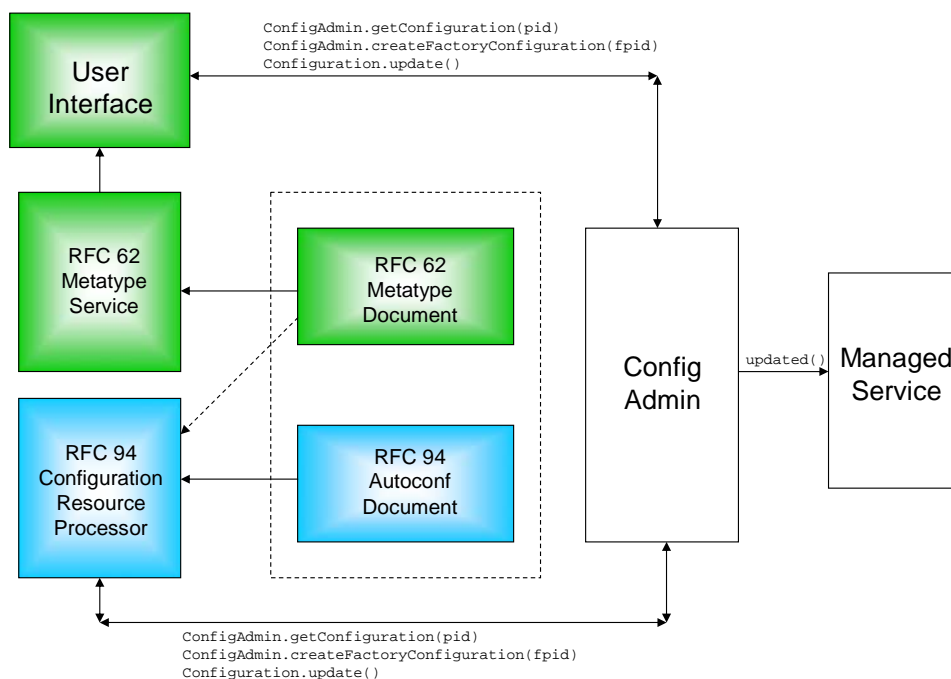 ConfigAdmin.getConfiguration(pid)
ConfigAdmin.createFactoryConfiguration(fpid)
Configuration.update()
User
Interface
RFC 62
Metatype
Service
RFC 62
Metatype
Document
Config
Admin
updated()
Managed
Service
RFC 94
Configuration
Resource
Processor
RFC 94
Autoconf
Document
ConfigAdmin.getConfiguration(pid)
ConfigAdmin.createFactoryConfiguration(fpid)
Configuration.update()